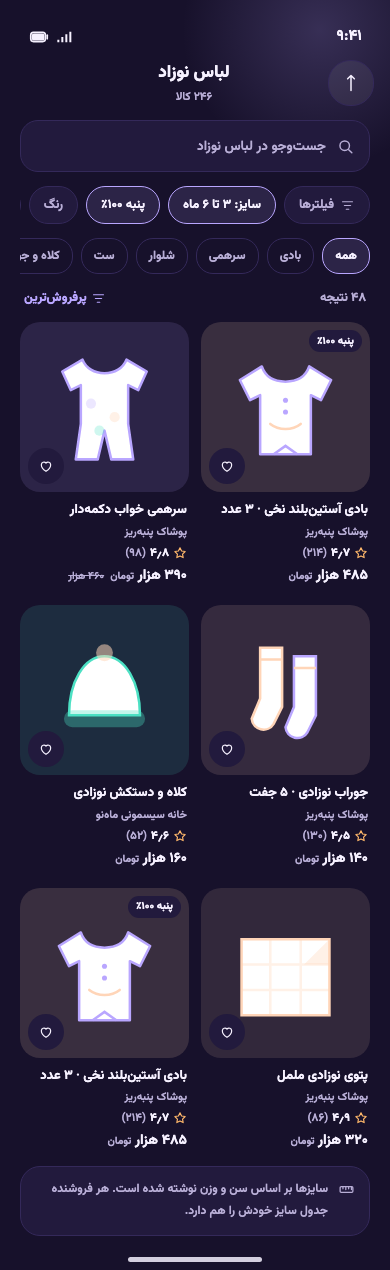 ۹:۴۱
لباس نوزاد
۲۴۶ کالا
جست‌وجو در لباس نوزاد
فیلترها
سایز: ۳ تا ۶ ماه
پنبه ۱۰۰٪
رنگ
همه
بادی
سرهمی
شلوار
ست
کلاه و جو
۴۸ نتیجه
پرفروش‌ترین
پنبه ۱۰۰٪
بادی آستین‌بلند نخی · ۳ عدد
پوشاک پنبه‌ریز
۴٫۷ (۲۱۴)
۴۸۵ هزار تومان
سرهمی خواب دکمه‌دار
پوشاک پنبه‌ریز
۴٫۸ (۹۸)
۳۹۰ هزار تومان ۴۶۰ هزار
جوراب نوزادی · ۵ جفت
پوشاک پنبه‌ریز
۴٫۵ (۱۳۰)
۱۴۰ هزار تومان
کلاه و دستکش نوزادی
خانه سیسمونی ماه‌نو
۴٫۶ (۵۲)
۱۶۰ هزار تومان
پتوی نوزادی ململ
پوشاک پنبه‌ریز
۴٫۹ (۸۶)
۳۲۰ هزار تومان
پنبه ۱۰۰٪
بادی آستین‌بلند نخی · ۳ عدد
پوشاک پنبه‌ریز
۴٫۷ (۲۱۴)
۴۸۵ هزار تومان
سایزها بر اساس سن و وزن نوشته شده است. هر فروشنده
جدول سایز خودش را هم دارد.